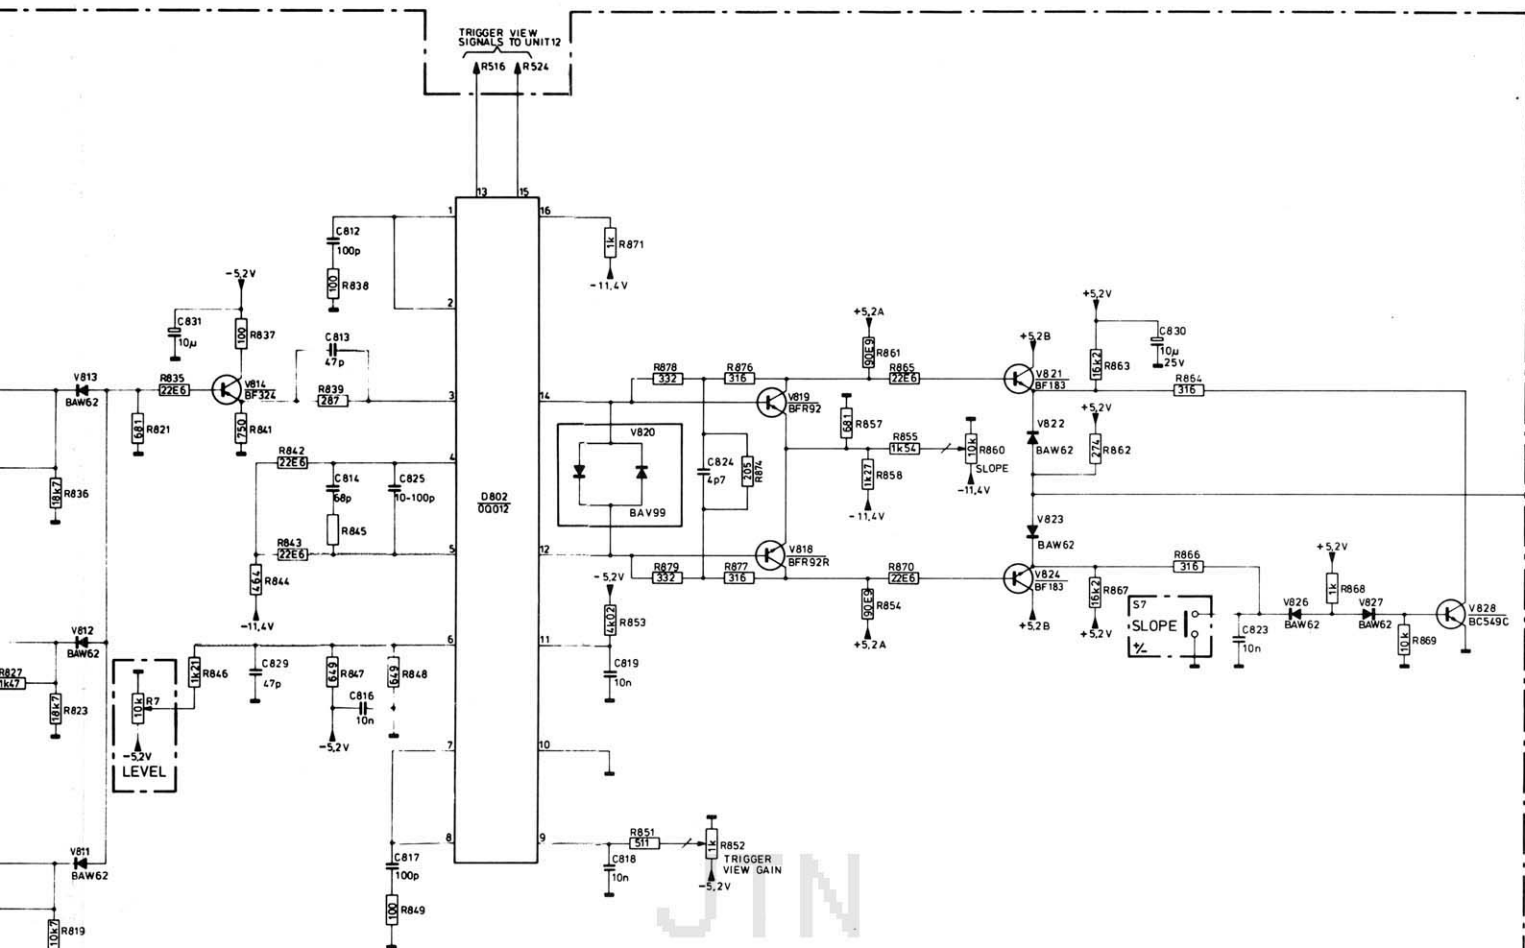 TRIGGER VIEW
SIGNALS TO UNIT12
R516 R524
13 15
1 16
C812
100p
1k R871
-11,4V
100 R838
2
-5,2V
C831
10µ
100 R837
C813
47p
V813
BAW62
R835
22E6
V814
BF324
R839
287
3 14
681 R821
750 R841
R842
22E6
4
C814
68p
C825
10-100p
18k7 R836
R845
D802
OQ012
R843
22E6
5 12
464 R844
-11,4V
V812
BAW62
6 11
R827
1k47
1k21 R846
C829
47p
649 R847
649 R848
C816
10n
-5,2V
18k7 R823
10k R7
-5,2V
LEVEL
7 10
8 9
V811
BAW62
C817
100p
100 R849
10k7 R819
+5,2A
90E9 R861
R878
332
R876
316
R865
22E6
V819
BFR92
V820
BAV99
C824
4p7
205 R874
681 R857
R855
1k54
10k R860
SLOPE
-11,4V
1k27 R858
-11,4V
V818
BFR92R
R879
332
R877
316
R870
22E6
90E9 R854
+5,2A
-5,2V
4k02 R853
C819
10n
R851
511
C818
10n
1k R852
TRIGGER
VIEW GAIN
-5,2V
+5,2B
V821
BF183
+5,2V
16k2 R863
C830
10µ
25V
R864
316
+5,2V
V822
BAW62
274 R862
V823
BAW62
V824
BF183
+5,2B
16k2 R867
+5,2V
R866
316
S7
SLOPE
+/-
C823
10n
V826
BAW62
+5,2V
1k R868
V827
BAW62
10k R869
V828
BC549C
JTN